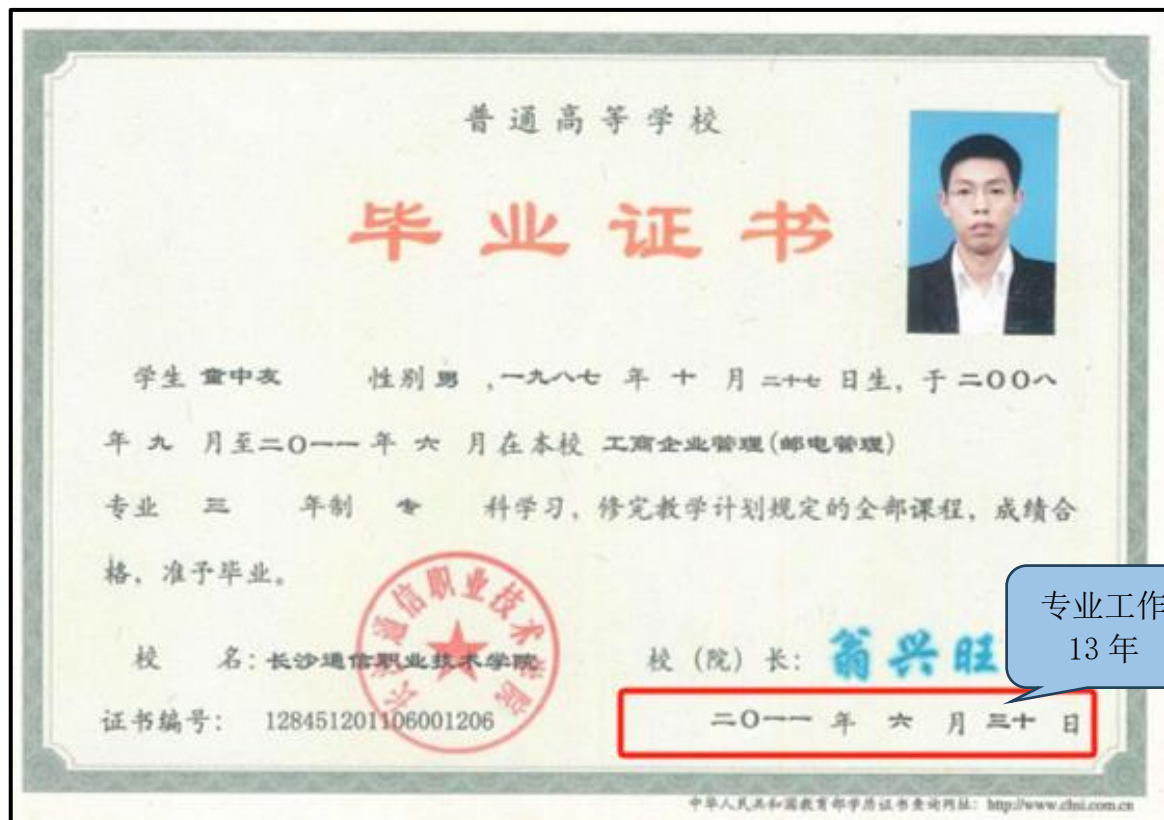 普通高等学校
毕业证书
学生 童中友 性别 男 ,一九八七 年 十 月 二十七 日生, 于 二〇〇八
年 九 月至二〇一一 年 六 月在本校 工商企业管理(邮电管理)
专业 三 年制 专 科学习, 修完教学计划规定的全部课程, 成绩合
格, 准予毕业。
专业工作
13 年
长沙通信职业技术学院
校 名: 长沙通信职业技术学院
校 (院) 长: 翁兴旺
证书编号: 128451201106001206
二〇一一 年 六 月 三十 日
中华人民共和国教育部学历证书查询网址: http://www.chsi.com.cn